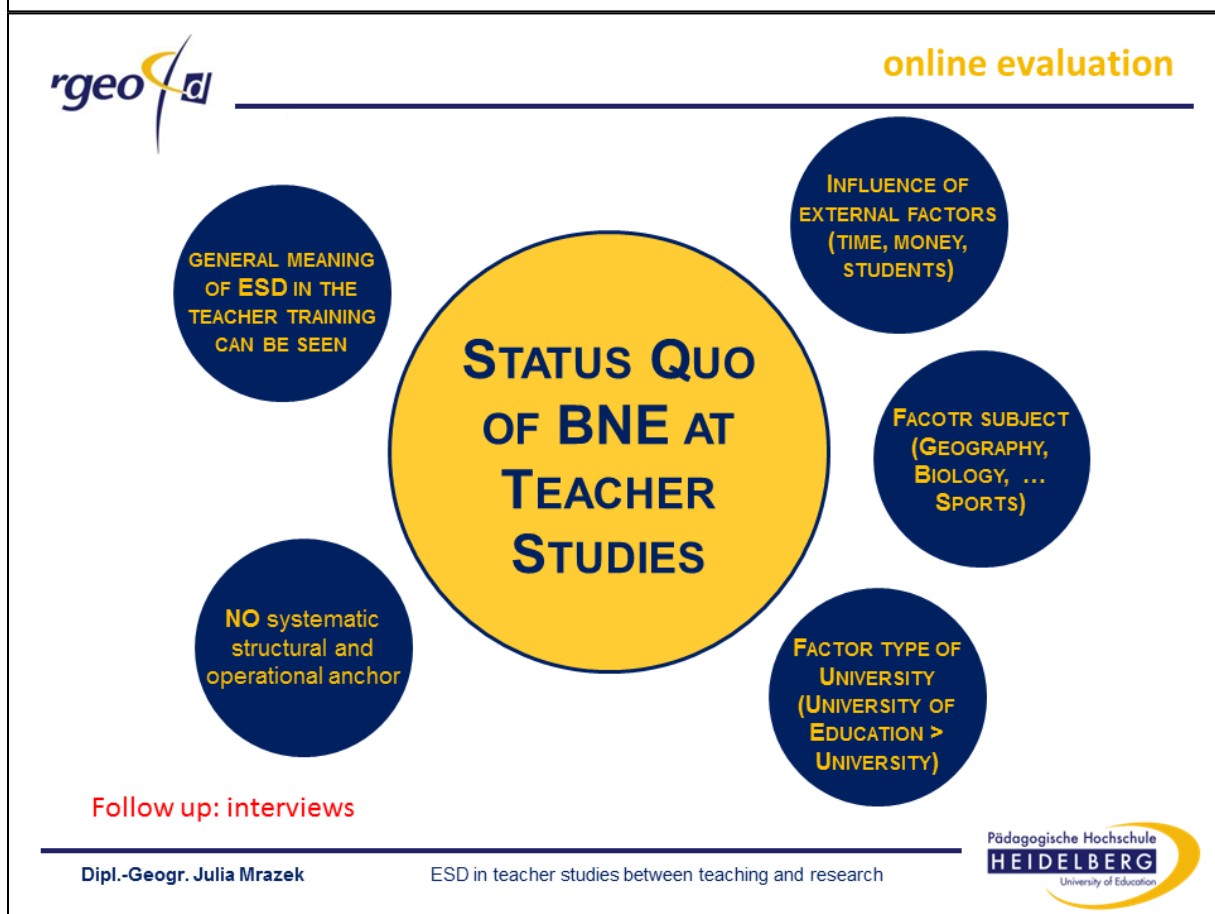 rgeo d
online evaluation
GENERAL MEANING
OF ESD IN THE
TEACHER TRAINING
CAN BE SEEN
INFLUENCE OF
EXTERNAL FACTORS
(TIME, MONEY,
STUDENTS)
STATUS QUO
OF BNE AT
TEACHER
STUDIES
FACOTR SUBJECT
(GEOGRAPHY,
BIOLOGY, ...
SPORTS)
NO systematic
structural and
operational anchor
FACTOR TYPE OF
UNIVERSITY
(UNIVERSITY OF
EDUCATION >
UNIVERSITY)
Follow up: interviews
Dipl.-Geogr. Julia Mrazek
ESD in teacher studies between teaching and research
Pädagogische Hochschule
HEIDELBERG
University of Education